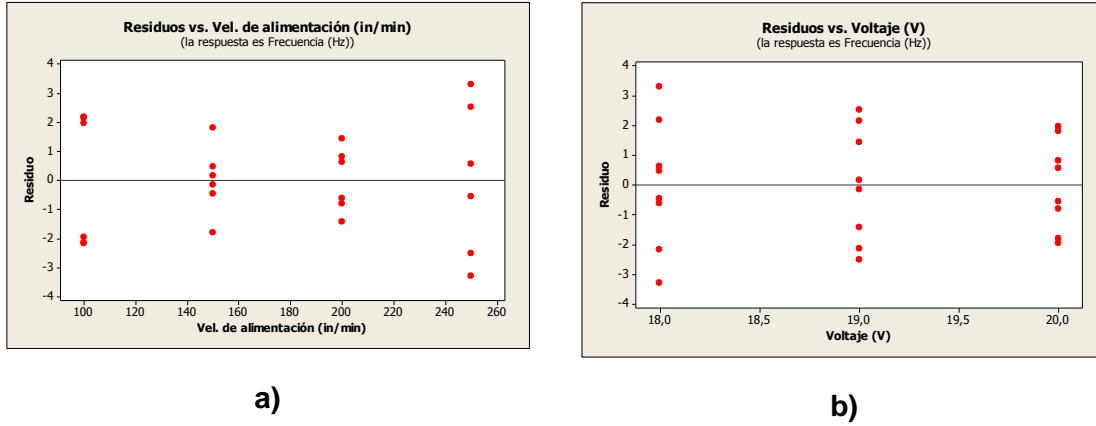 Residuos vs. Vel. de alimentación (in/min)
(la respuesta es Frecuencia (Hz))
4
3
2
1
0
-1
-2
-3
-4
Residuo
100 120 140 160 180 200 220 240 260
Vel. de alimentación (in/min)
a)
Residuos vs. Voltaje (V)
(la respuesta es Frecuencia (Hz))
4
3
2
1
0
-1
-2
-3
-4
Residuo
18,0 18,5 19,0 19,5 20,0
Voltaje (V)
b)